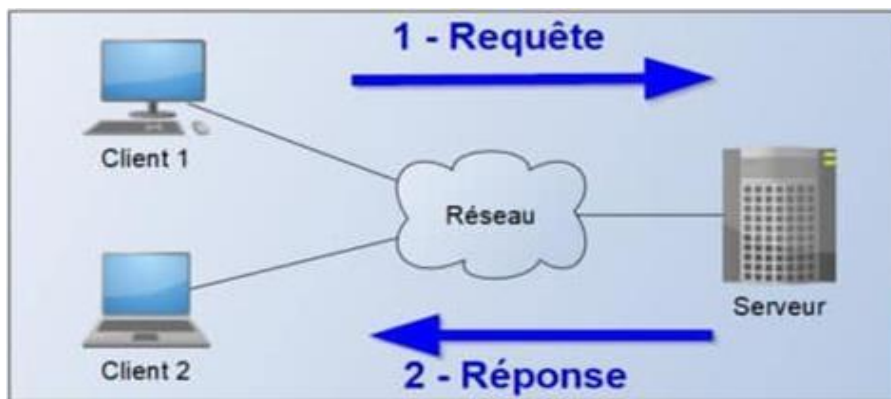 1 - Requête
Client 1
Réseau
Serveur
Client 2
2 - Réponse